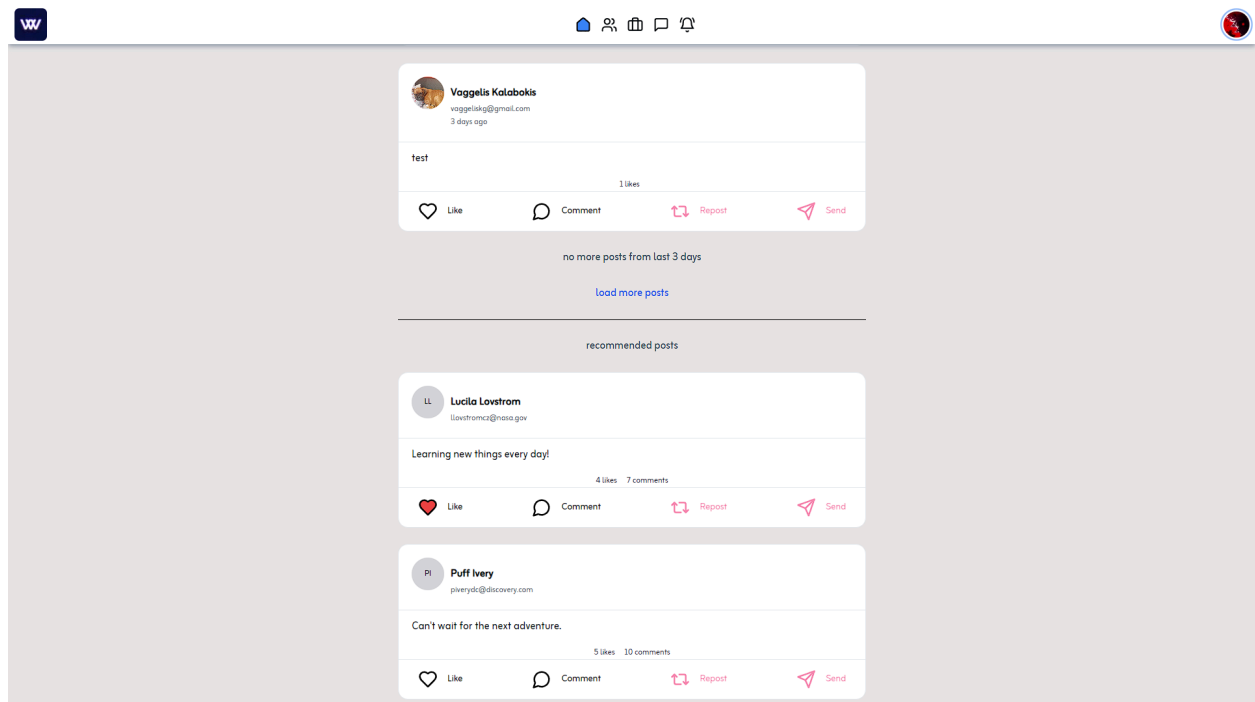 W
Vaggelis Kalabokis
vaggeliskg@gmail.com
3 days ago
test
1 likes
Like Comment Repost Send
no more posts from last 3 days
load more posts
recommended posts
LL
Lucila Lovstrom
llovstromcz@nasa.gov
Learning new things every day!
4 likes 7 comments
Like Comment Repost Send
PI
Puff Ivery
piverydc@discovery.com
Can't wait for the next adventure.
5 likes 10 comments
Like Comment Repost Send